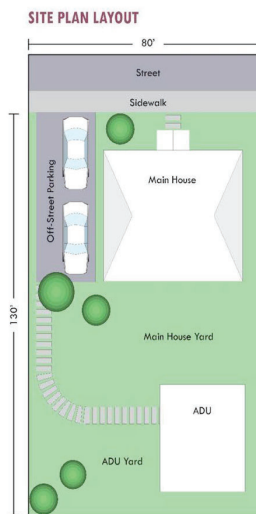 SITE PLAN LAYOUT
80'
Street
Sidewalk
Off-Street Parking
Main House
130'
Main House Yard
ADU
ADU Yard